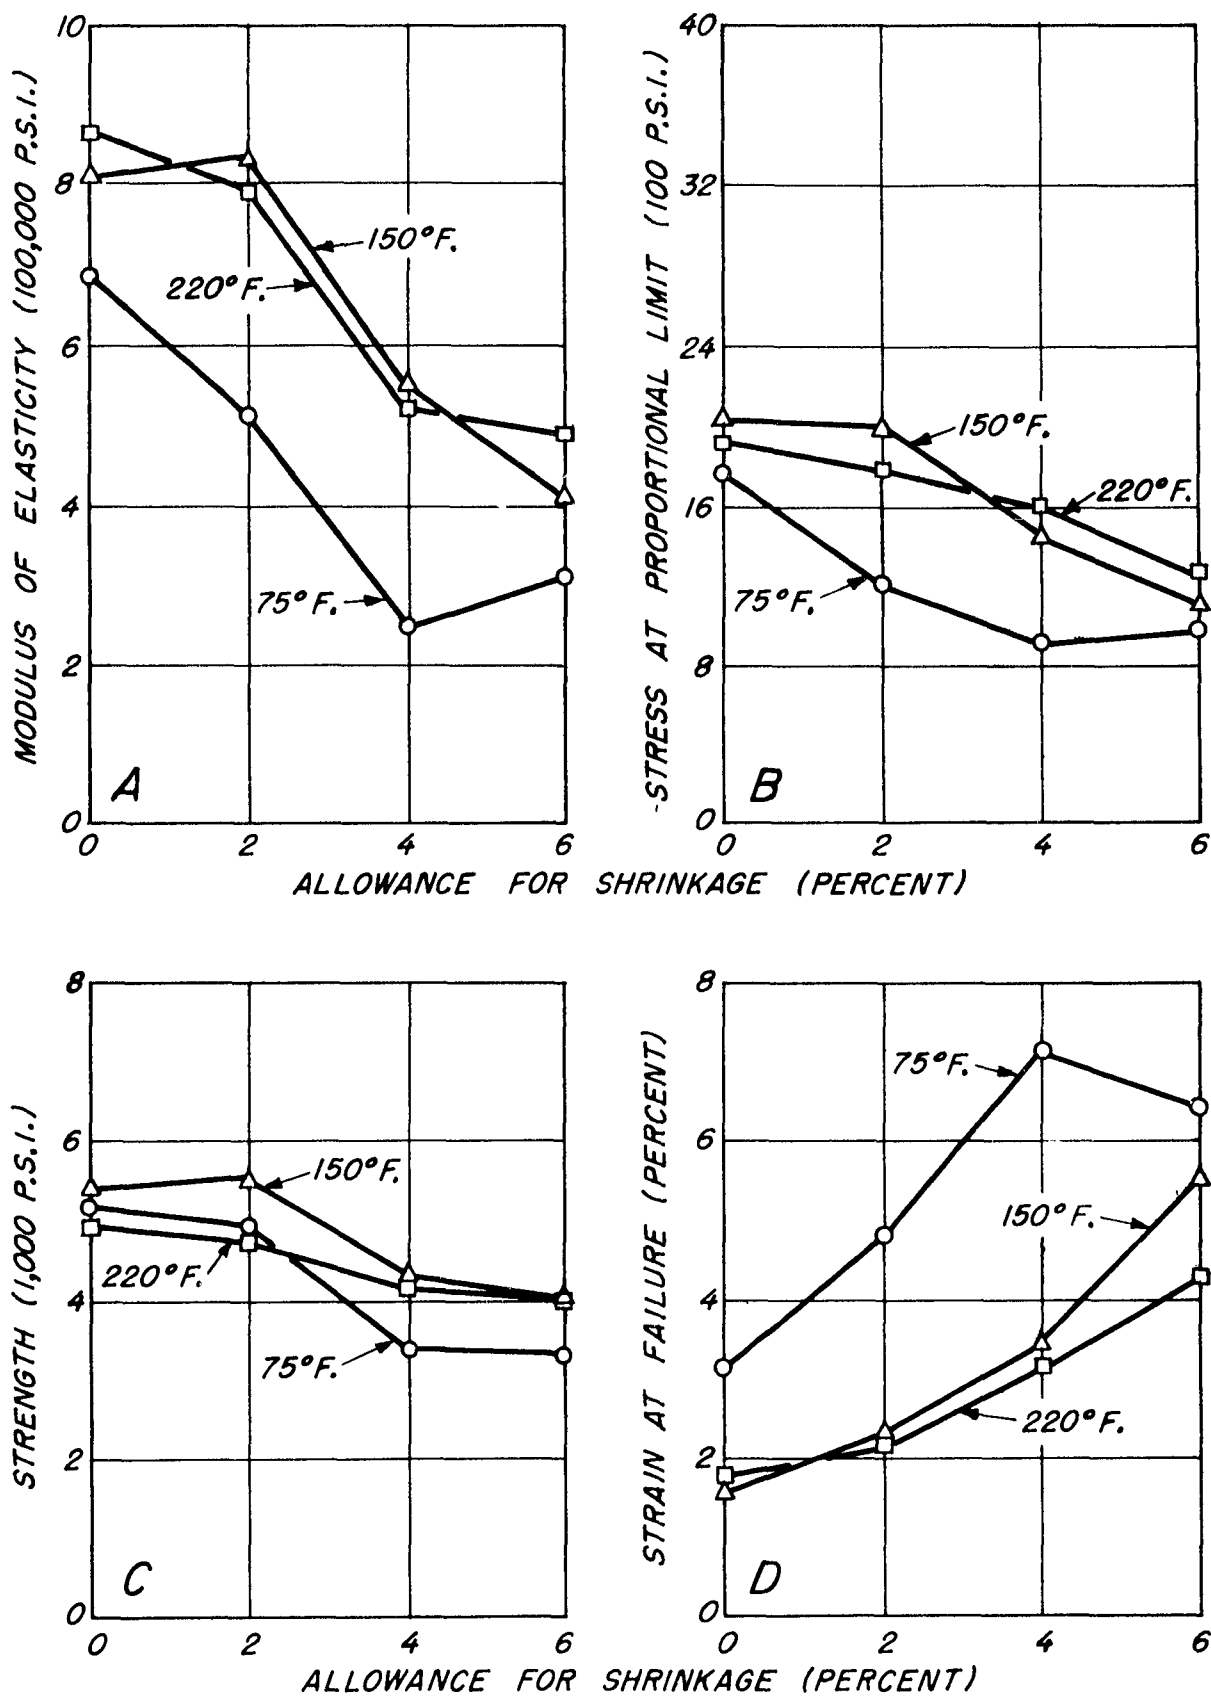 MODULUS OF ELASTICITY (100,000 P.S.I.)
10
8
6
4
2
0
150°F.
220°F.
75°F.
A
0 2 4 6
-STRESS AT PROPORTIONAL LIMIT (100 P.S.I.)
40
32
24
16
8
0
150°F.
220°F.
75°F.
B
0 2 4 6
ALLOWANCE FOR SHRINKAGE (PERCENT)
STRENGTH (1,000 P.S.I.)
8
6
4
2
0
150°F.
220°F.
75°F.
C
0 2 4 6
STRAIN AT FAILURE (PERCENT)
8
6
4
2
0
75°F.
150°F.
220°F.
D
0 2 4 6
ALLOWANCE FOR SHRINKAGE (PERCENT)